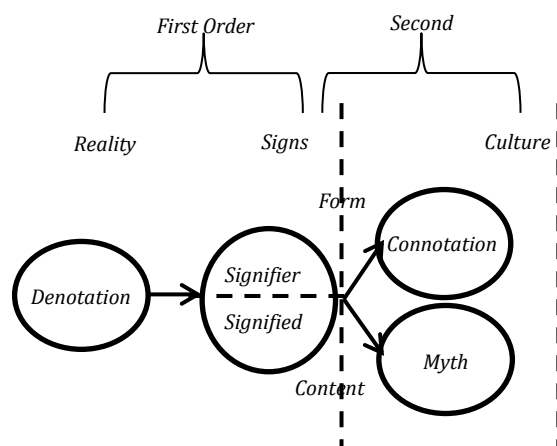 First Order
Second
Reality
Signs
Culture
Form
Connotation
Signifier
Denotation
Signified
Myth
Content